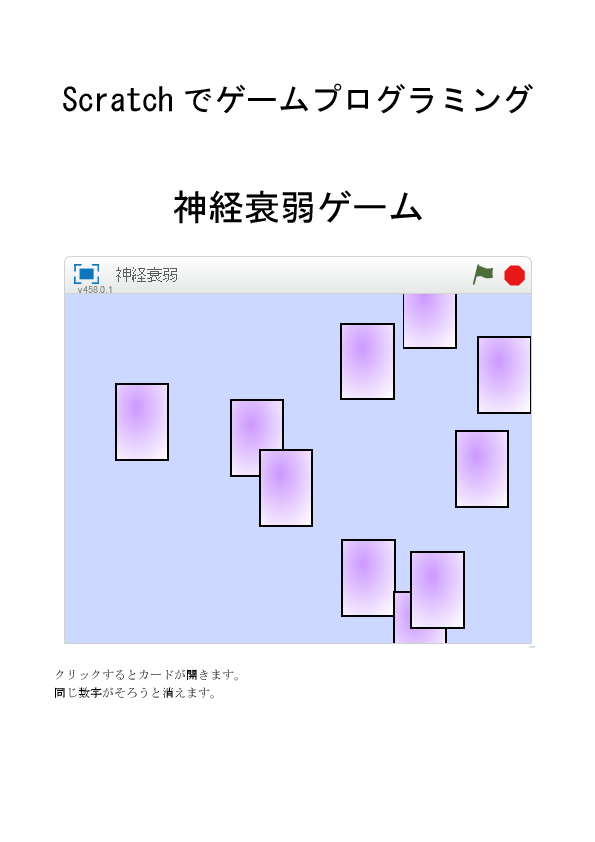 Scratchでゲームプログラミング
神経衰弱ゲーム
神経衰弱
v458.0.1
クリックするとカードが開きます。
同じ数字がそろうと消えます。